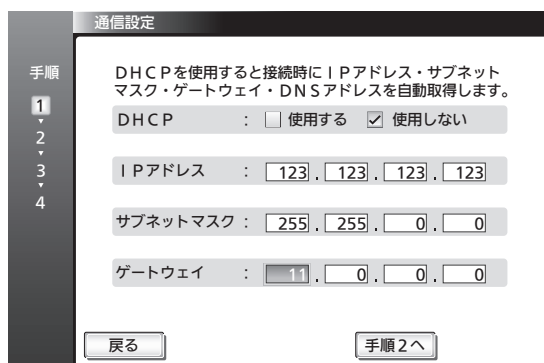 通信設定
手順
1
2
3
4
DHCPを使用すると接続時にIPアドレス・サブネット
マスク・ゲートウェイ・DNSアドレスを自動取得します。
DHCP : 使用する 使用しない
IPアドレス : 123 . 123 . 123 . 123
サブネットマスク : 255 . 255 . 0 . 0
ゲートウェイ : 11 . 0 . 0 . 0
戻る 手順2へ